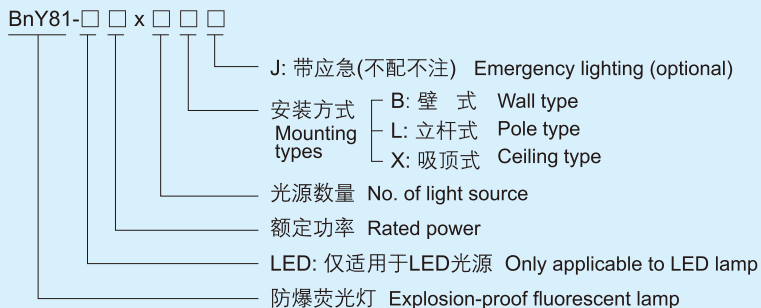 BnY81-□ □ x □ □ □
J: 带应急(不配不注) Emergency lighting (optional)
安装方式 Mounting types
B: 壁 式 Wall type
L: 立杆式 Pole type
X: 吸顶式 Ceiling type
光源数量 No. of light source
额定功率 Rated power
LED: 仅适用于LED光源 Only applicable to LED lamp
防爆荧光灯 Explosion-proof fluorescent lamp